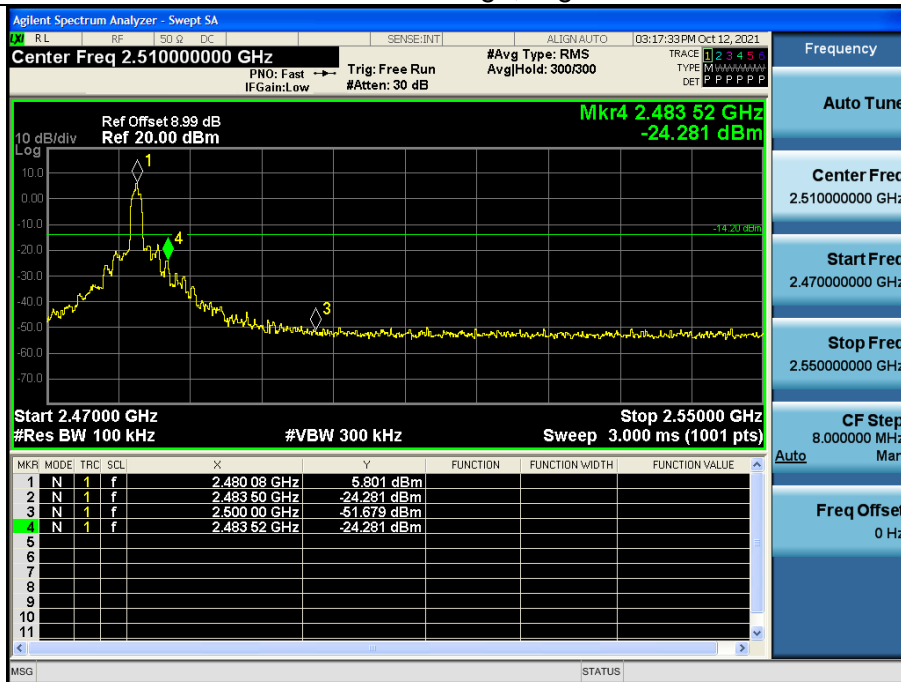 Agilent Spectrum Analyzer - Swept SA
LXI RL RF 50 Ω DC SENSE:INT ALIGN AUTO 03:17:33 PM Oct 12, 2021
Center Freq 2.510000000 GHz #Avg Type: RMS TRACE 1 2 3 4 5 6
PNO: Fast Trig: Free Run Avg|Hold: 300/300 TYPE M WWWWW
IFGain:Low #Atten: 30 dB DET P P P P P P
Mkr4 2.483 52 GHz
-24.281 dBm
Ref Offset 8.99 dB
10 dB/div Ref 20.00 dBm
Log
10.0
0.00
-10.0
-20.0
-30.0
-40.0
-50.0
-60.0
-70.0
1
4
3
-14.20 dBm
Start 2.47000 GHz Stop 2.55000 GHz
#Res BW 100 kHz #VBW 300 kHz Sweep 3.000 ms (1001 pts)
MKR MODE TRC SCL X Y FUNCTION FUNCTION WIDTH FUNCTION VALUE
1 N 1 f 2.480 08 GHz 5.801 dBm
2 N 1 f 2.483 50 GHz -24.281 dBm
3 N 1 f 2.500 00 GHz -51.679 dBm
4 N 1 f 2.483 52 GHz -24.281 dBm
5
6
7
8
9
10
11
MSG STATUS
Frequency
Auto Tune
Center Freq
2.510000000 GHz
Start Freq
2.470000000 GHz
Stop Freq
2.550000000 GHz
CF Step
8.000000 MHz
Auto Man
Freq Offset
0 Hz